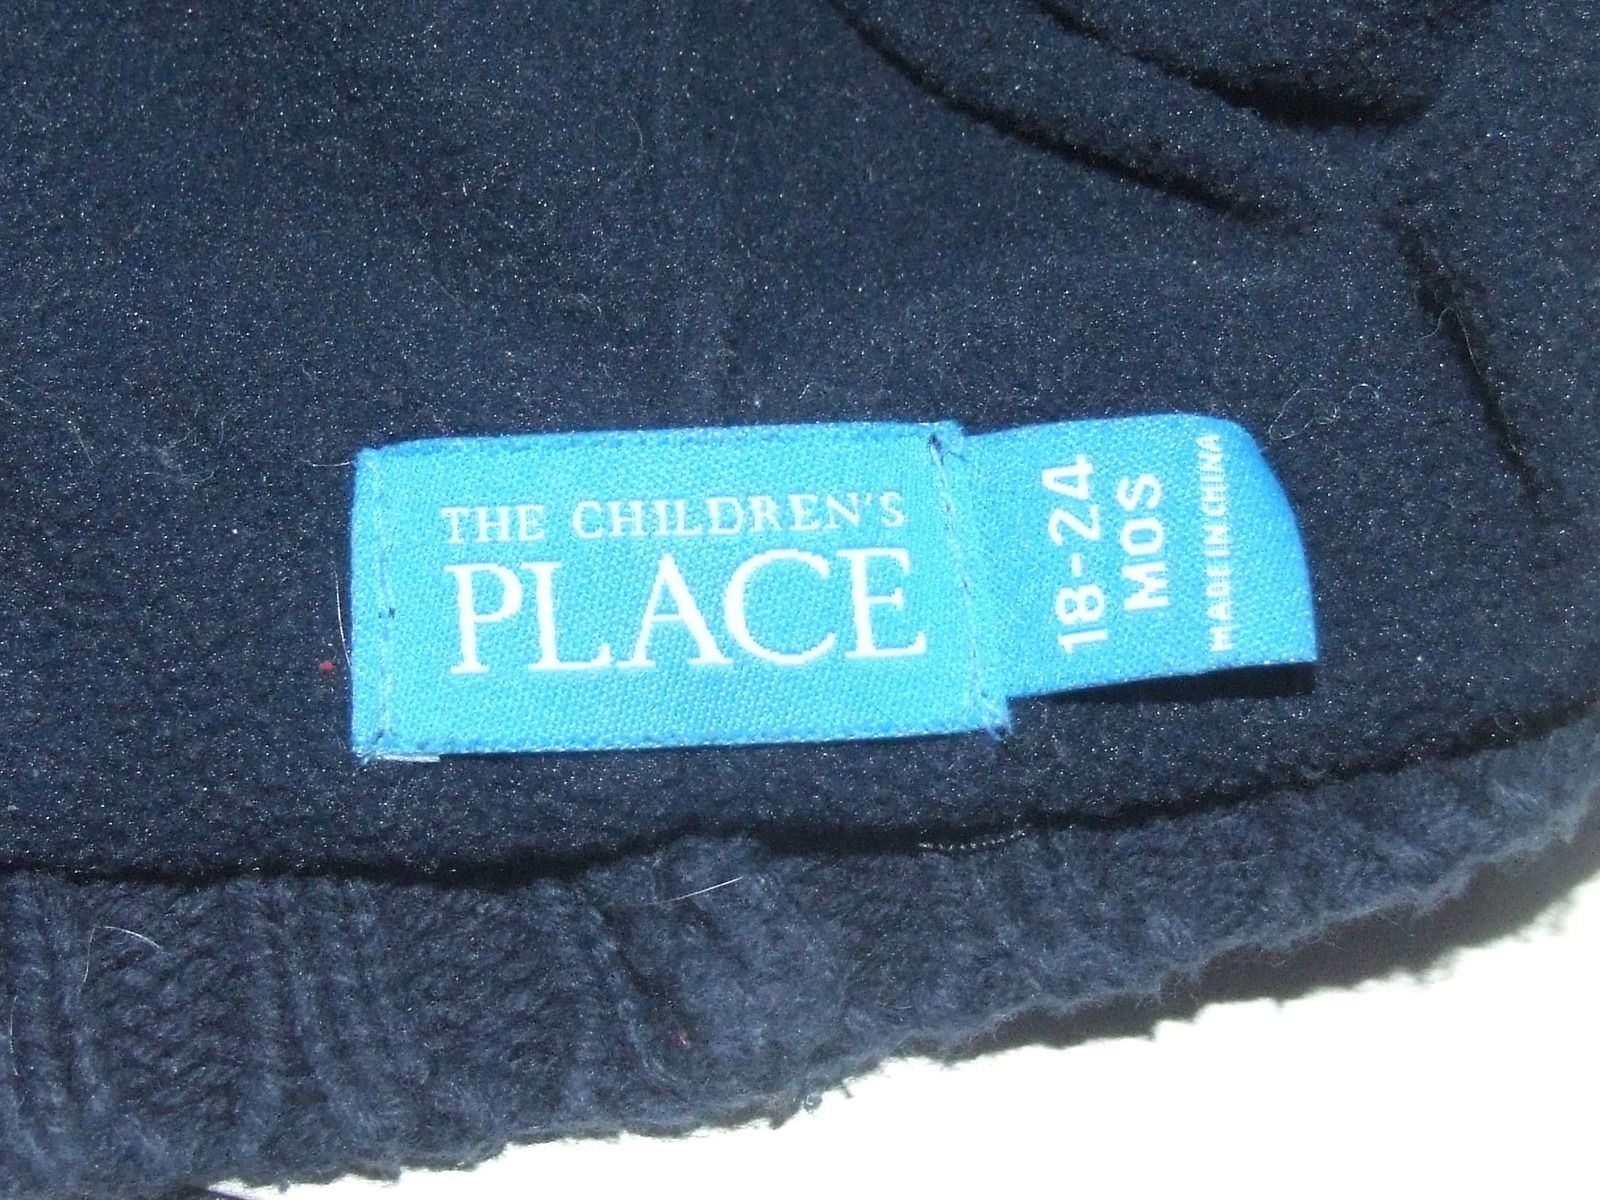 THE CHILDREN'S
PLACE
18-24
MOS
MADE IN CHINA